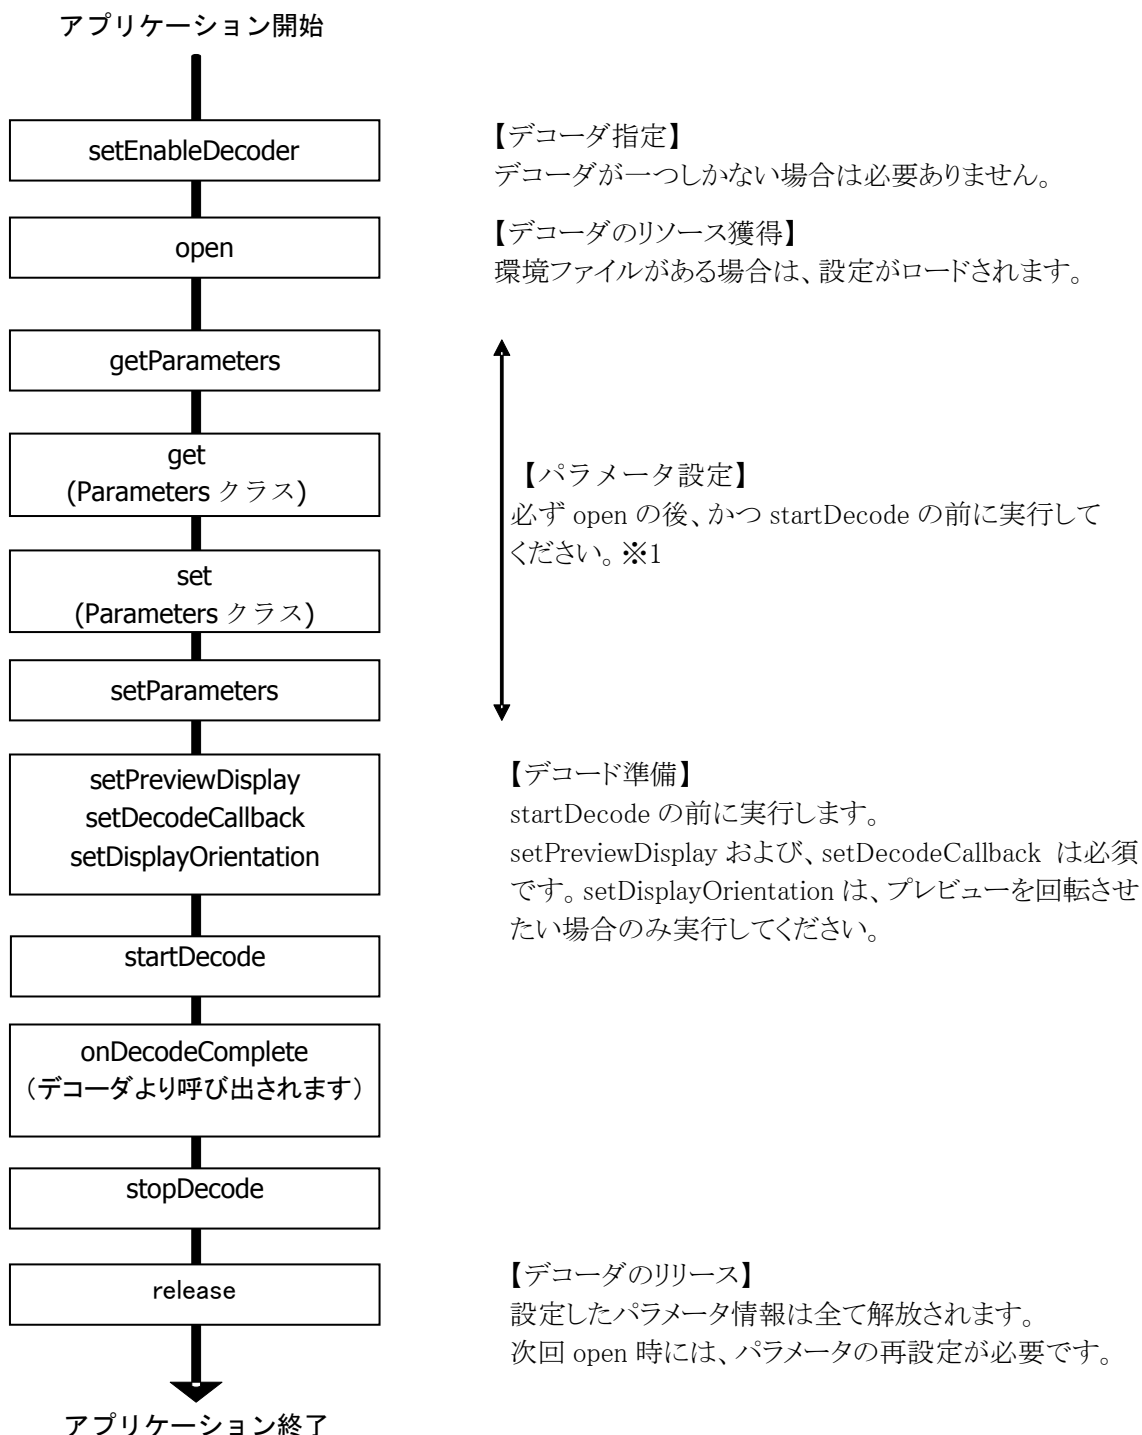 アプリケーション開始
setEnableDecoder
【デコーダ指定】
デコーダが一つしかない場合は必要ありません。
open
【デコーダのリソース獲得】
環境ファイルがある場合は、設定がロードされます。
getParameters
get
(Parameters クラス)
set
(Parameters クラス)
setParameters
【パラメータ設定】
必ず open の後、かつ startDecode の前に実行して
ください。※1
setPreviewDisplay
setDecodeCallback
setDisplayOrientation
【デコード準備】
startDecode の前に実行します。
setPreviewDisplay および、setDecodeCallback は必須
です。setDisplayOrientation は、プレビューを回転させ
たい場合のみ実行してください。
startDecode
onDecodeComplete
（デコーダより呼び出されます）
stopDecode
release
【デコーダのリリース】
設定したパラメータ情報は全て解放されます。
次回 open 時には、パラメータの再設定が必要です。
アプリケーション終了